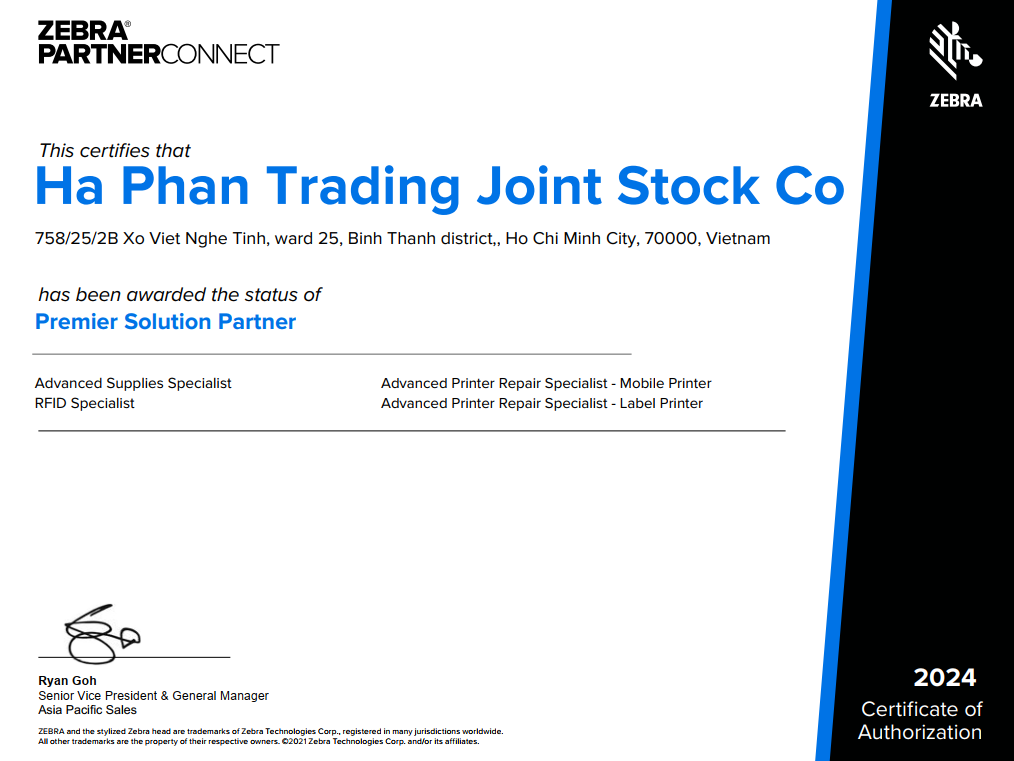 ZEBRA®
PARTNERCONNECT
ZEBRA
This certifies that
Ha Phan Trading Joint Stock Co
758/25/2B Xo Viet Nghe Tinh, ward 25, Binh Thanh district,, Ho Chi Minh City, 70000, Vietnam
has been awarded the status of
Premier Solution Partner
Advanced Supplies Specialist
RFID Specialist
Advanced Printer Repair Specialist - Mobile Printer
Advanced Printer Repair Specialist - Label Printer
Ryan Goh
Senior Vice President & General Manager
Asia Pacific Sales
ZEBRA and the stylized Zebra head are trademarks of Zebra Technologies Corp., registered in many jurisdictions worldwide.
All other trademarks are the property of their respective owners. ©2021 Zebra Technologies Corp. and/or its affiliates.
2024
Certificate of
Authorization